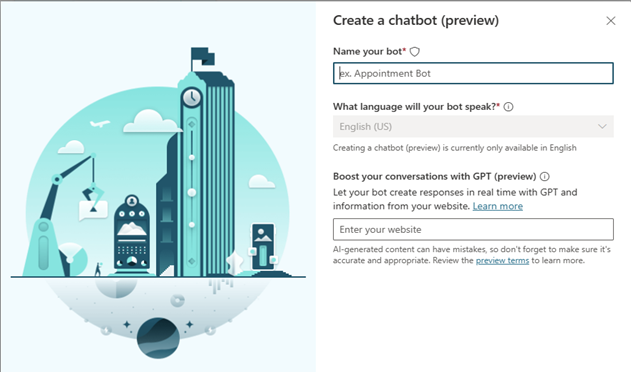 Create a chatbot (preview)
Name your bot*
ex. Appointment Bot
What language will your bot speak?*
English (US)
Creating a chatbot (preview) is currently only available in English
Boost your conversations with GPT (preview)
Let your bot create responses in real time with GPT and
information from your website. Learn more
Enter your website
AI-generated content can have mistakes, so don't forget to make sure it's
accurate and appropriate. Review the preview terms to learn more.